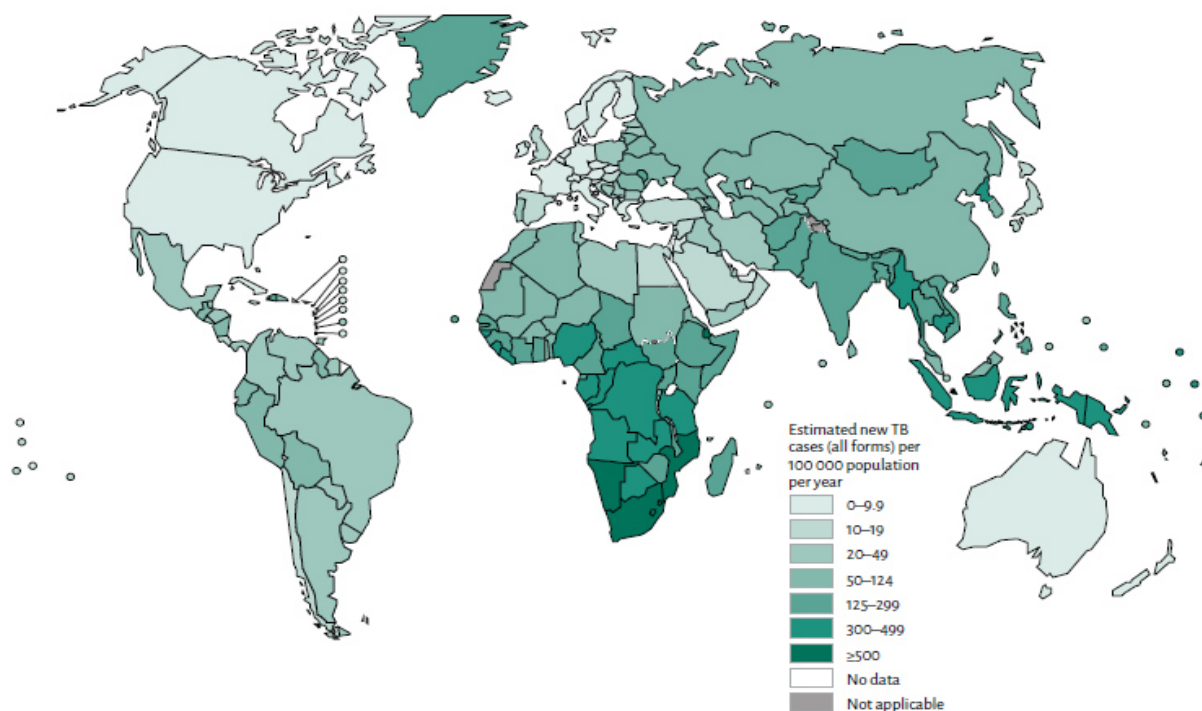 Estimated new TB
cases (all forms) per
100 000 population
per year
0–9.9
10–19
20–49
50–124
125–299
300–499
≥500
No data
Not applicable